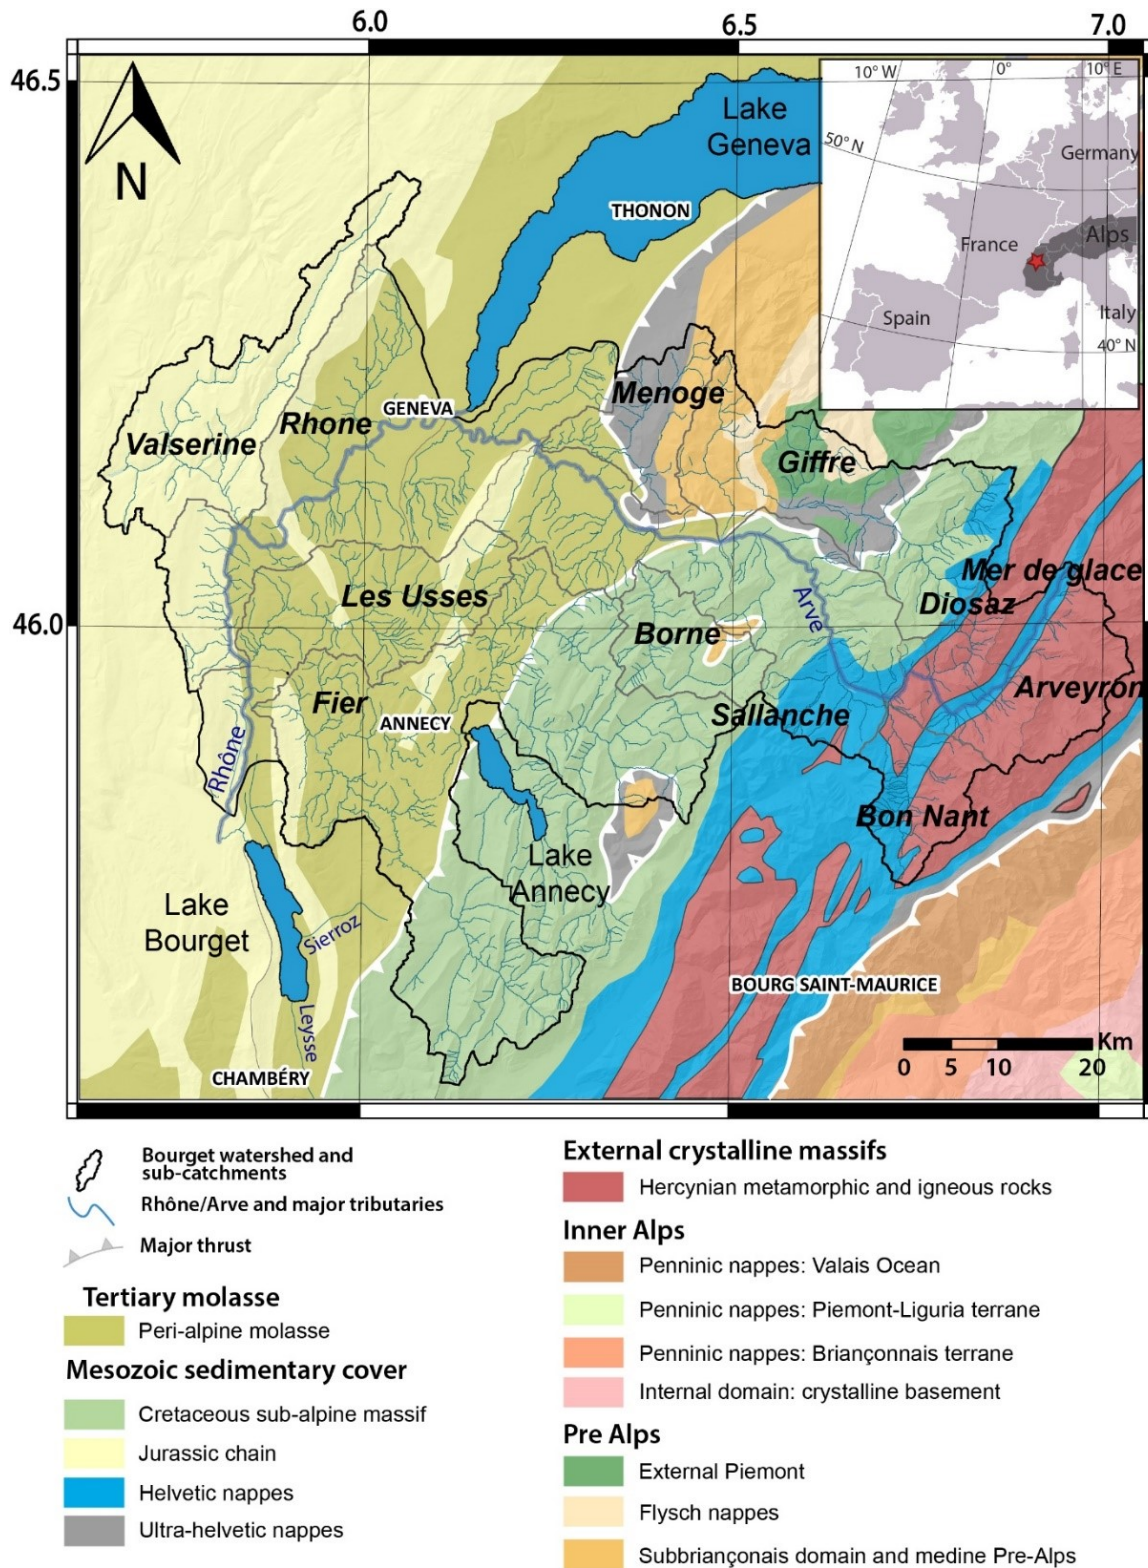 6.0
6.5
7.0
46.5
46.0
N
10° W
0°
10° E
50° N
Germany
France
Alps
Spain
Italy
40° N
Lake
Geneva
THONON
Menoge
GENEVA
Rhone
Valserine
Giffre
Mer de glace
Diosaz
Les Usses
Arve
Borne
Arveyron
Fier
ANNECY
Sallanche
Rhône
Bon Nant
Lake
Annecy
Lake
Bourget
Sierroz
BOURG SAINT-MAURICE
Leysse
CHAMBÉRY
Km
0 5 10 20
Bourget watershed and
sub-catchments
Rhône/Arve and major tributaries
Major thrust
Tertiary molasse
Peri-alpine molasse
Mesozoic sedimentary cover
Cretaceous sub-alpine massif
Jurassic chain
Helvetic nappes
Ultra-helvetic nappes
External crystalline massifs
Hercynian metamorphic and igneous rocks
Inner Alps
Penninic nappes: Valais Ocean
Penninic nappes: Piemont-Liguria terrane
Penninic nappes: Briançonnais terrane
Internal domain: crystalline basement
Pre Alps
External Piemont
Flysch nappes
Subbriançonais domain and medine Pre-Alps